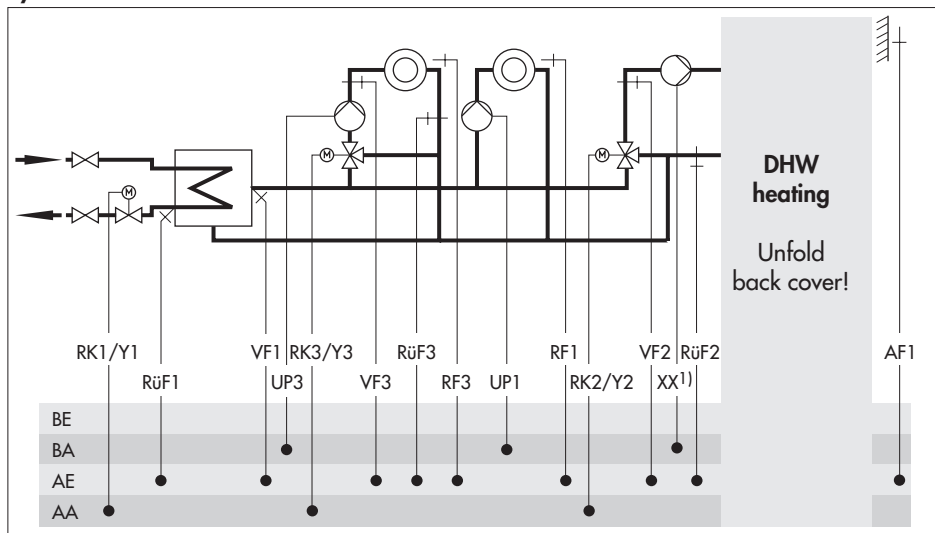 DHW
heating
Unfold
back cover!
M
M
M
RK1/Y1 VF1 RK3/Y3 RüF3 RF1 VF2 RüF2 AF1
RüF1 UP3 VF3 RF3 UP1 RK2/Y2 XX1)
BE
BA
AE
AA